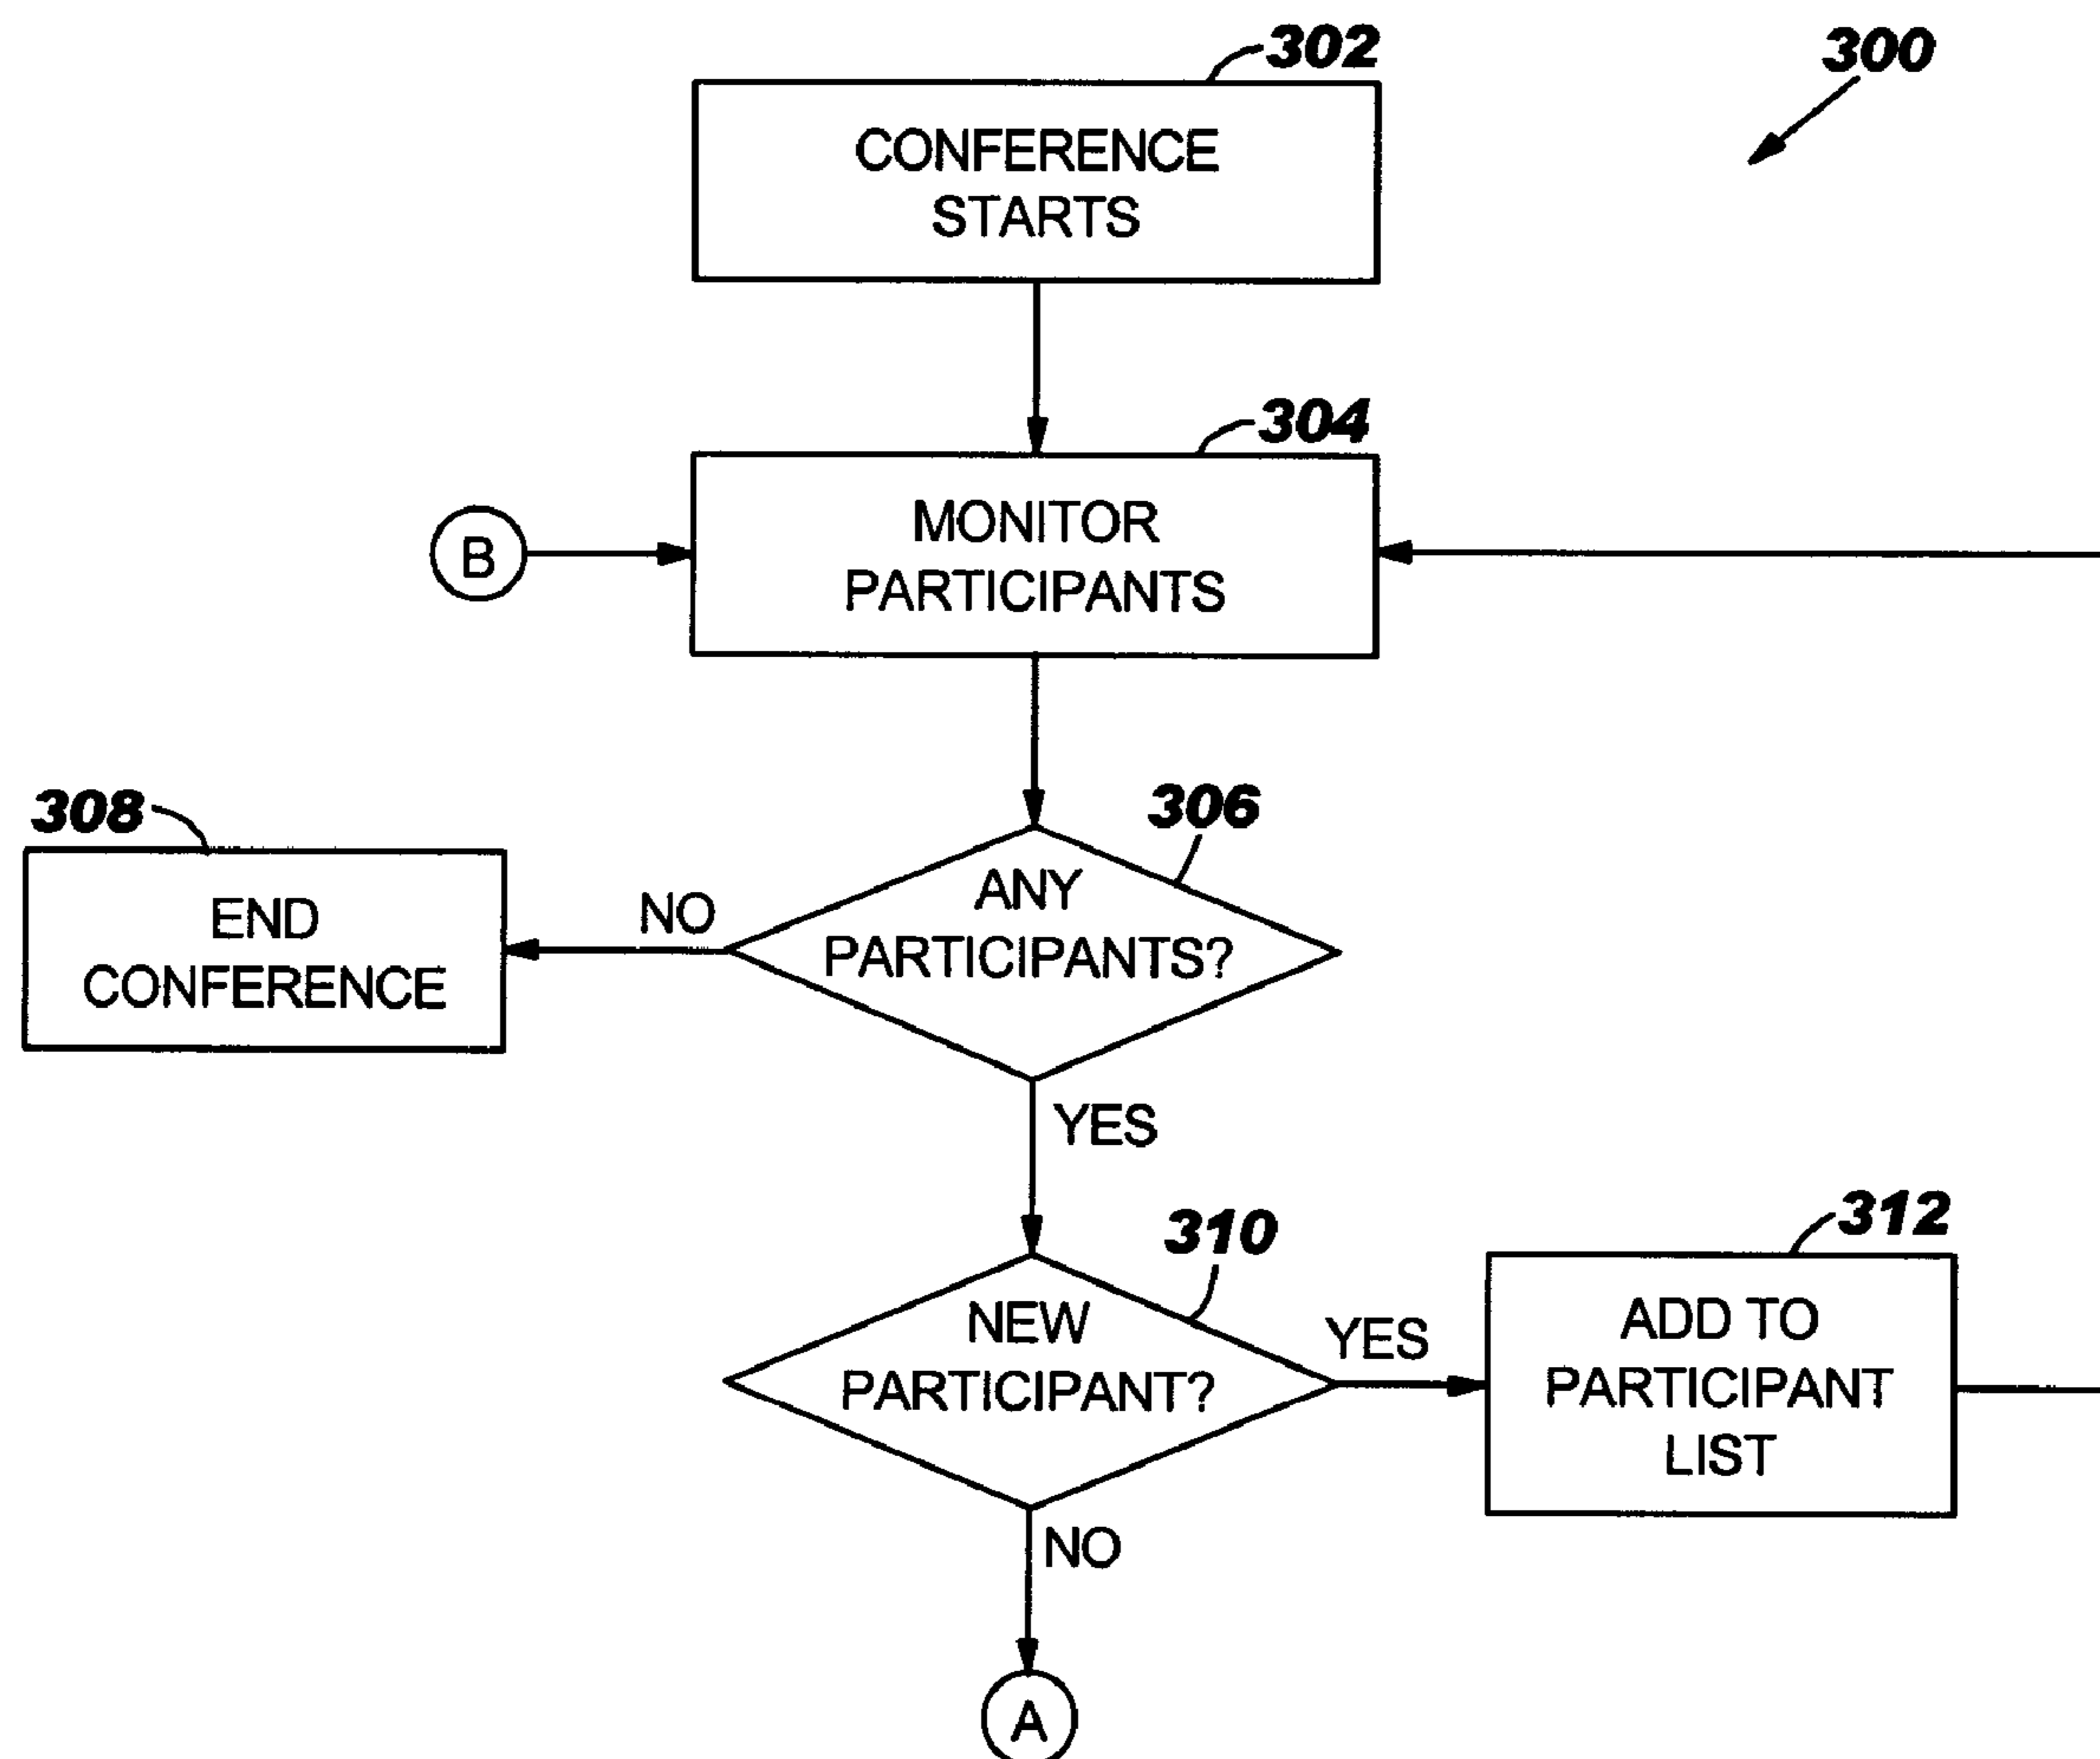 302
300
CONFERENCE
STARTS
304
B
MONITOR
PARTICIPANTS
308
306
END
CONFERENCE
NO
ANY
PARTICIPANTS?
YES
310
312
NEW
PARTICIPANT?
YES
ADD TO
PARTICIPANT
LIST
NO
A